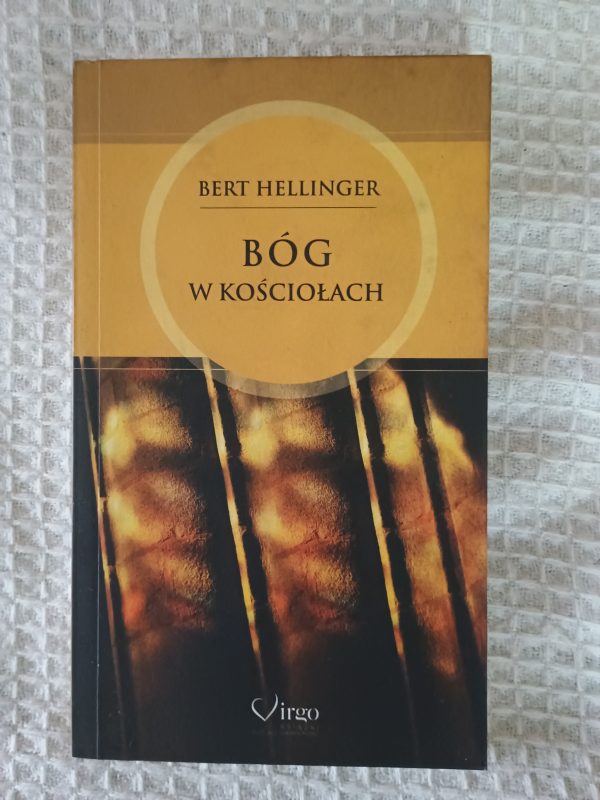 BERT HELLINGER
BÓG
W KOŚCIOŁACH
Virgo